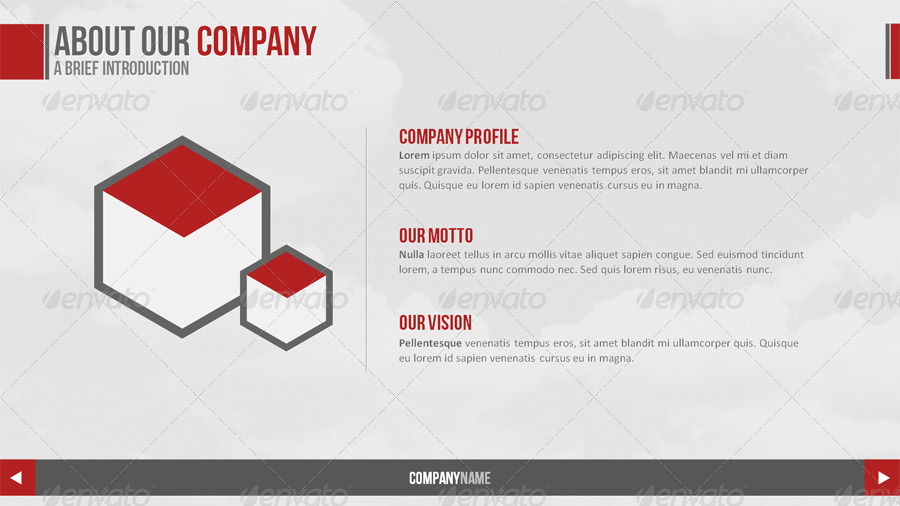 ABOUT OUR COMPANY
A BRIEF INTRODUCTION
envato envato envato envato envato
COMPANY PROFILE
Lorem ipsum dolor sit amet, consectetur adipiscing elit. Maecenas vel mi et diam
suscipit gravida. Pellentesque venenatis tempus eros, sit amet blandit mi ullamcorper
quis. Quisque eu lorem id sapien venenatis cursus eu in magna.
OUR MOTTO
Nulla laoreet tellus in arcu mollis vitae aliquet sapien congue. Sed euismod tincidunt
lorem, a tempus nunc commodo nec. Sed quis lorem risus, eu venenatis nunc.
envato envato envato envato envato
OUR VISION
Pellentesque venenatis tempus eros, sit amet blandit mi ullamcorper quis. Quisque
eu lorem id sapien venenatis cursus eu in magna.
COMPANYNAME
envato envato envato envato envato